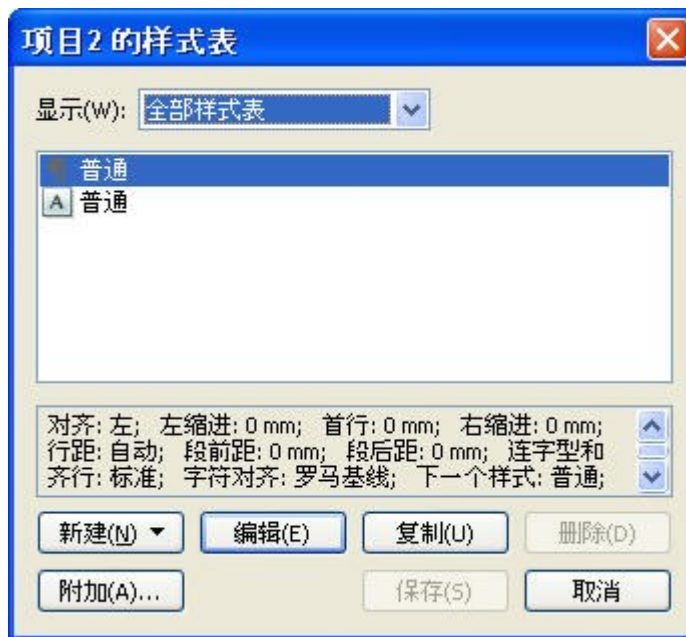 项目2 的样式表
显示(W): 全部样式表
¶ 普通
A 普通
对齐: 左; 左缩进: 0 mm; 首行: 0 mm; 右缩进: 0 mm;
行距: 自动; 段前距: 0 mm; 段后距: 0 mm; 连字型和
齐行: 标准; 字符对齐: 罗马基线; 下一个样式: 普通;
新建(N) 编辑(E) 复制(U) 删除(D)
附加(A)... 保存(S) 取消